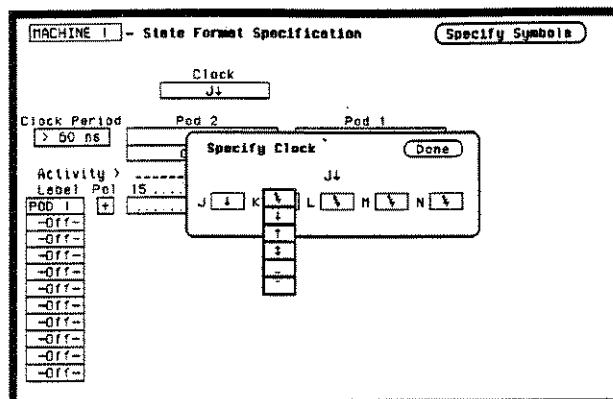 MACHINE 1 - State Format Specification Specify Symbols
Clock
J↓
Clock Period Pod 2 Pod 1
> 60 ns
Specify Clock Done
Activity > 
J↓
Label Pol 15....
POD 1 + ......
J ↓ K L M N
-Off-
-Off-
-Off-
-Off-
-Off-
-Off-
-Off-
-Off-
-Off-
-Off-
↓
↑
↕